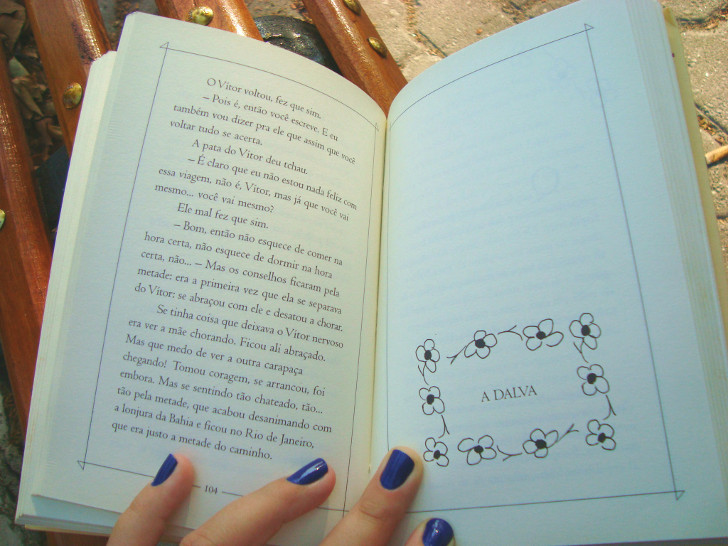 O Vitor voltou, fez que sim.
– Pois é, então você escreve. E eu
também vou dizer pra ele que assim que você
voltar tudo se acerta.
A pata do Vitor deu tchau.
– É claro que eu não estou nada feliz com
essa viagem, não é, Vitor, mas já que você vai
mesmo... você vai mesmo?
Ele mal fez que sim.
– Bom, então não esquece de comer na
hora certa, não esquece de dormir na hora
certa, não... – Mas os conselhos ficaram pela
metade: era a primeira vez que ela se separava
do Vitor: se abraçou com ele e desatou a chorar.
Se tinha coisa que deixava o Vitor nervoso
era ver a mãe chorando. Ficou ali abraçado.
Mas que medo de ver a outra carapaça
chegando! Tomou coragem, se arrancou, foi
embora. Mas se sentindo tão chateado, tão...
tão pela metade, que acabou desanimando com
a lonjura da Bahia e ficou no Rio de Janeiro,
que era justo a metade do caminho.
104
A DALVA